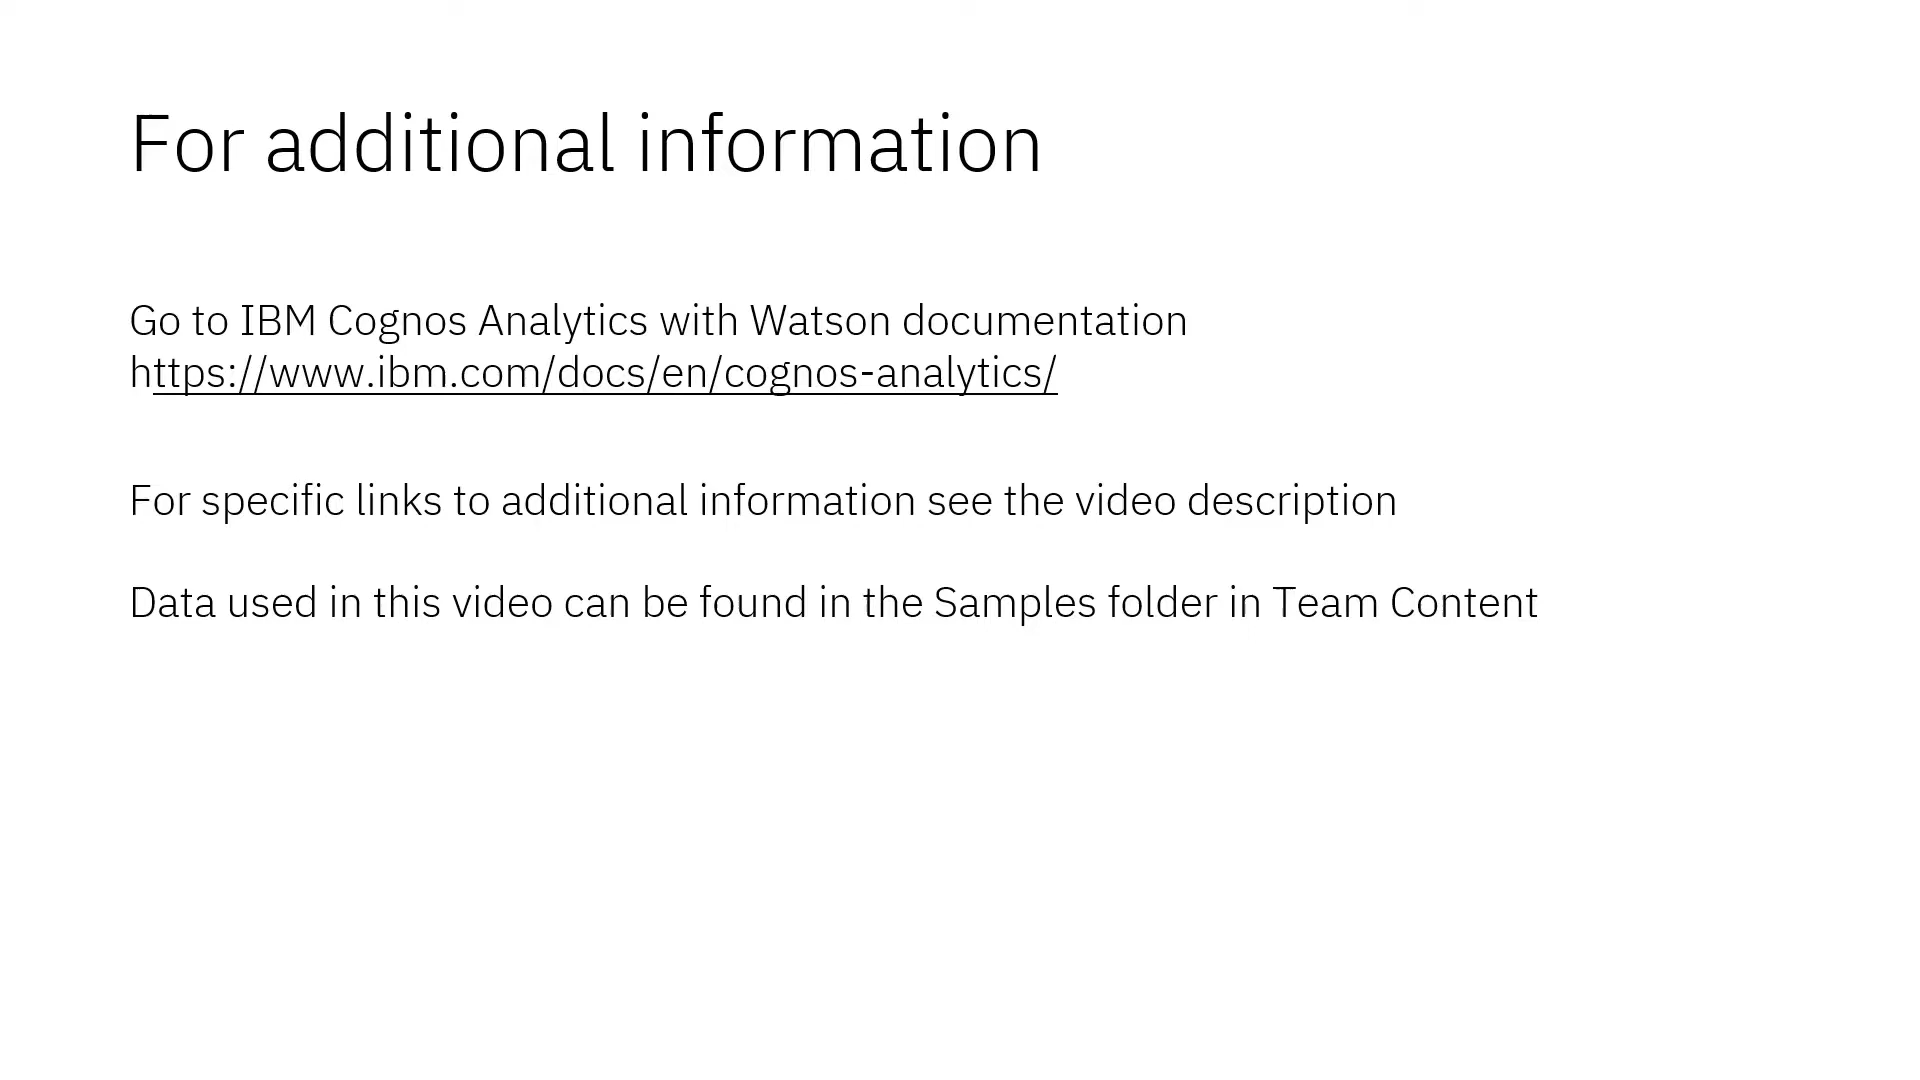 For additional information
Go to IBM Cognos Analytics with Watson documentation
https://www.ibm.com/docs/en/cognos-analytics/
For specific links to additional information see the video description
Data used in this video can be found in the Samples folder in Team Content